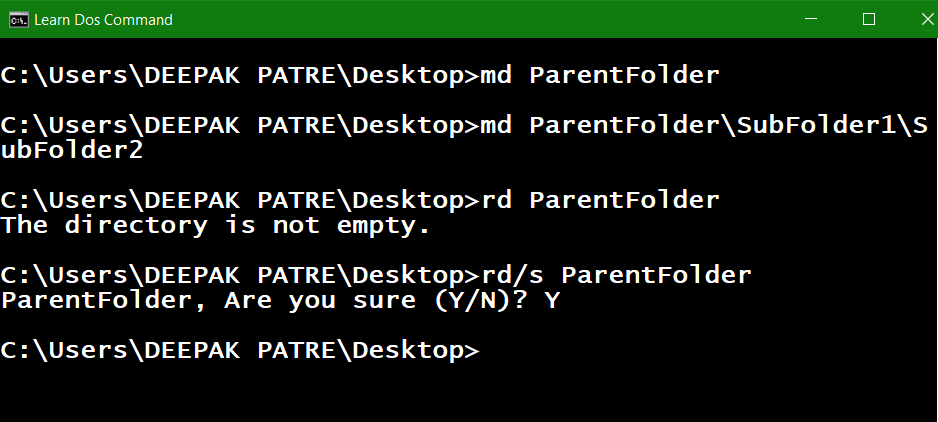 Learn Dos Command
C:\Users\DEEPAK PATRE\Desktop>md ParentFolder
C:\Users\DEEPAK PATRE\Desktop>md ParentFolder\SubFolder1\S
ubFolder2
C:\Users\DEEPAK PATRE\Desktop>rd ParentFolder
The directory is not empty.
C:\Users\DEEPAK PATRE\Desktop>rd/s ParentFolder
ParentFolder, Are you sure (Y/N)? Y
C:\Users\DEEPAK PATRE\Desktop>